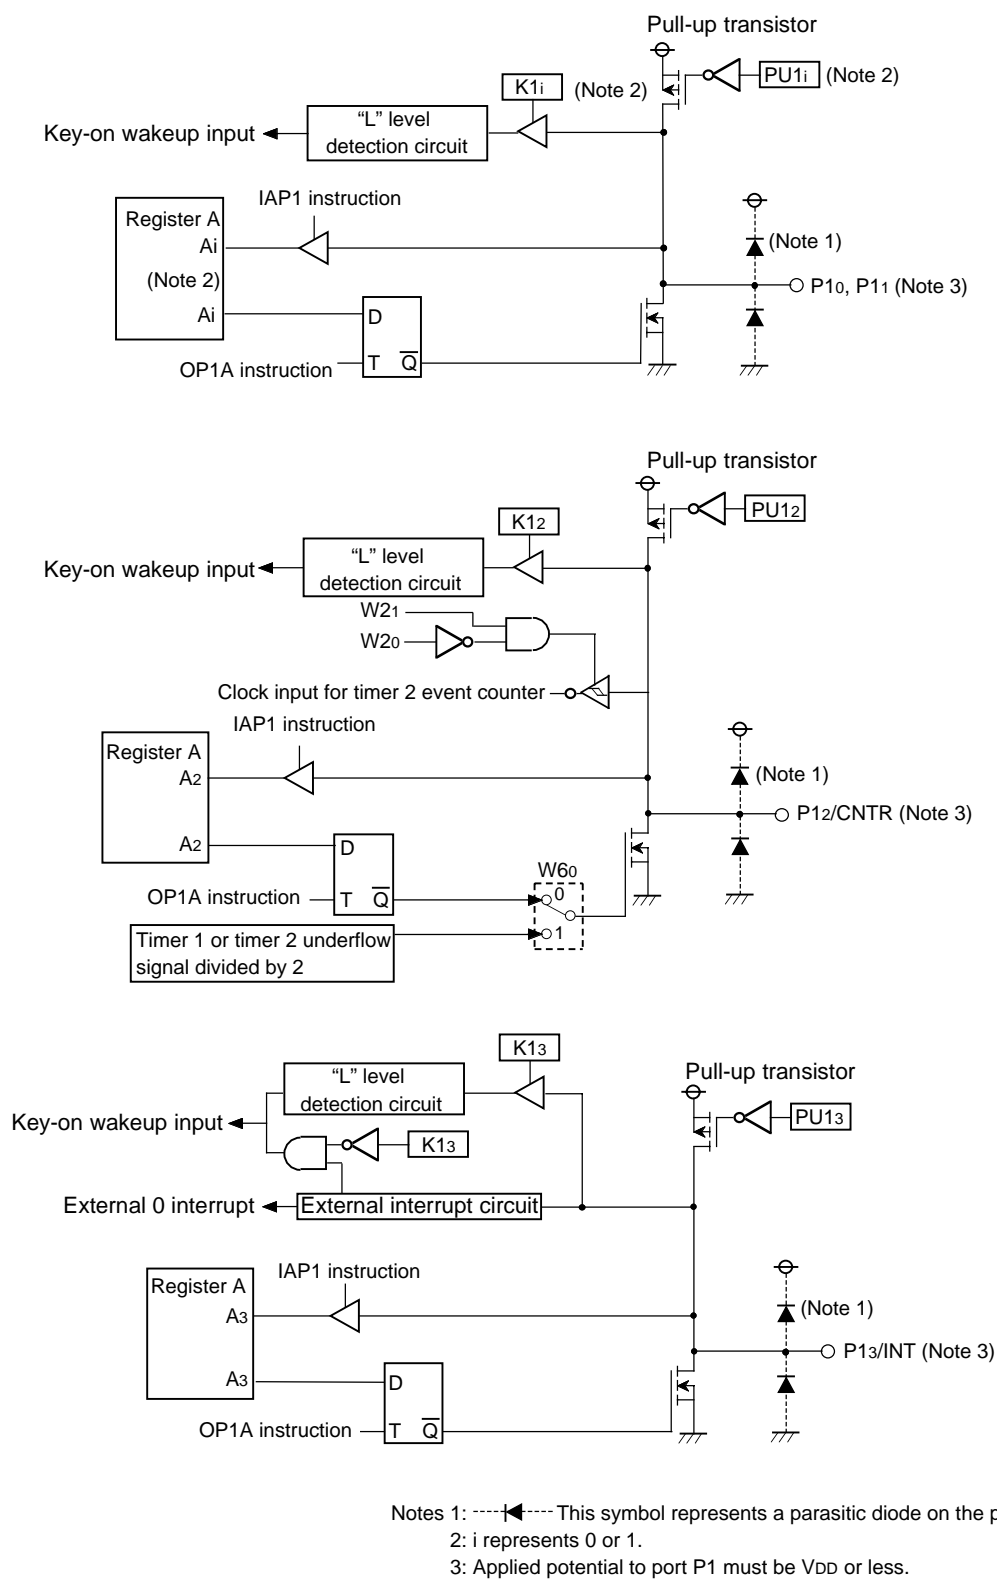 Pull-up transistor
K1i (Note 2) PU1i (Note 2)
Key-on wakeup input
"L" level
detection circuit
IAP1 instruction
Register A
Ai
(Note 2)
Ai
D
T Q
OP1A instruction
(Note 1)
P10, P11 (Note 3)
Pull-up transistor
K12
PU12
Key-on wakeup input
"L" level
detection circuit
W21
W20
Clock input for timer 2 event counter
IAP1 instruction
Register A
A2
A2
D
T Q
OP1A instruction
W60
0
1
Timer 1 or timer 2 underflow
signal divided by 2
(Note 1)
P12/CNTR (Note 3)
K13
Pull-up transistor
"L" level
detection circuit
PU13
Key-on wakeup input
K13
External 0 interrupt
External interrupt circuit
IAP1 instruction
Register A
A3
A3
D
T Q
OP1A instruction
(Note 1)
P13/INT (Note 3)
Notes 1: This symbol represents a parasitic diode on the p
2: i represents 0 or 1.
3: Applied potential to port P1 must be VDD or less.